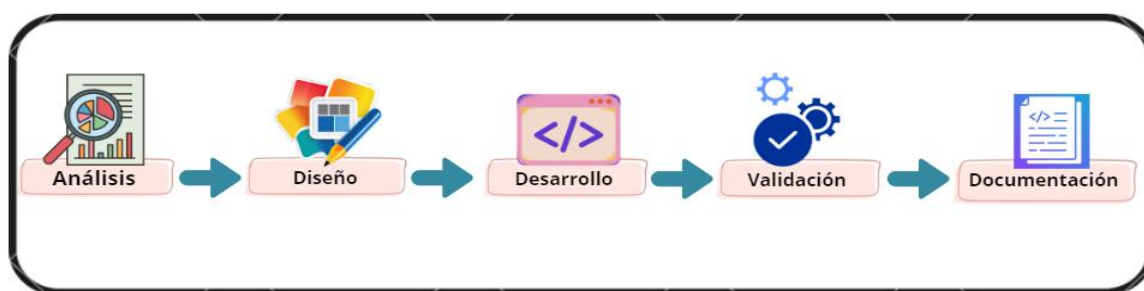 Análisis
Diseño
Desarrollo
Validación
Documentación